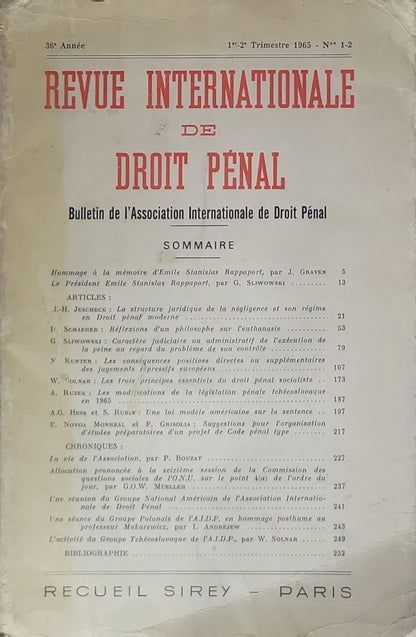 36e Année
1er-2e Trimestre 1965 - Nos 1-2
REVUE INTERNATIONALE
DE
DROIT PÉNAL
Bulletin de l'Association Internationale de Droit Pénal
SOMMAIRE
Hommage à la mémoire d'Emile Stanislas Rappaport, par J. GRAVEN 5
Le Président Emile Stanislas Rappaport, par G. SLIWOWSKI ......... 13
ARTICLES :
J.-H. JESCHECK : La structure juridique de la négligence et son régime
en Droit pénal moderne ........ 21
D. SCHAERER : Réflexions d'un philosophe sur l'euthanasie ........ 53
G. SLIWOWSKI : Caractère judiciaire ou administratif de l'exécution de
la peine au regard du problème de son contrôle ........ 79
N. KUNTER : Les conséquences positives directes ou supplémentaires
des jugements répressifs européens ........ 107
W. SOLNAR : Les trois principes essentiels du droit pénal socialiste .. 173
A. RUZEK : Les modifications de la législation pénale tchécoslovaque
en 1965 ........ 187
A.G. HESS et S. RUBIN : Une loi modèle américaine sur la sentence .. 197
E. NOVOA MONREAL et F. GRISOLIA : Suggestions pour l'organisation
d'études préparatoires d'un projet de Code pénal type ........ 217
CHRONIQUES :
La vie de l'Association, par P. BOUZAT ........ 227
Allocution prononcée à la seizième session de la Commission des
questions sociales de l'O.N.U. sur le point 4(a) de l'ordre du
jour, par G.O.W. MUELLER ........ 237
Une réunion du Groupe National Américain de l'Association Internatio-
nale de Droit Pénal ........ 241
Une séance du Groupe Polonais de l'A.I.D.P. en hommage posthume au
professeur Makarewicz, par I. ANDREJEW ........ 243
L'activité du Groupe Tchécoslovaque de l'A.I.D.P., par W. SOLNAR .... 249
BIBLIOGRAPHIE ........ 252
RECUEIL SIREY – PARIS